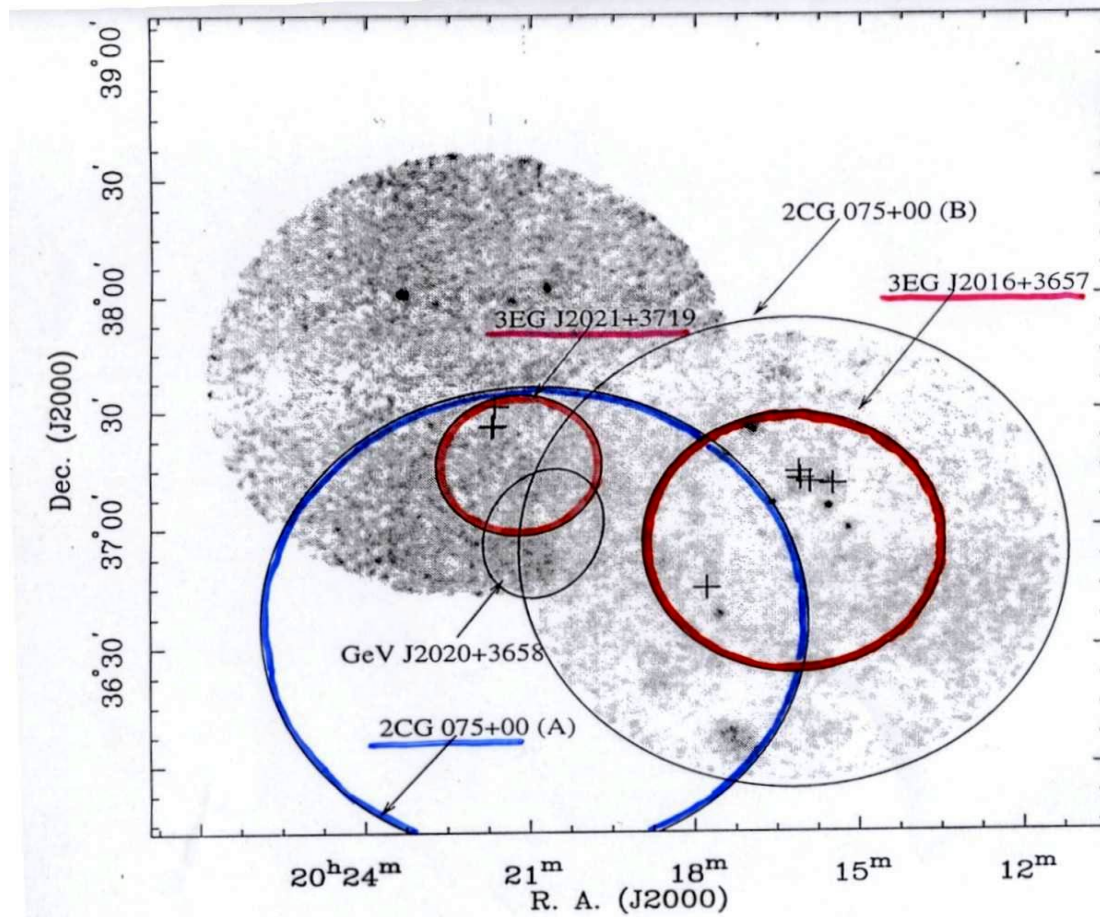 39°00'
30'
2CG 075+00 (B)
3EG J2016+3657
38°00'
3EG J2021+3719
Dec. (J2000)
30'
37°00'
30'
GeV J2020+3658
36°
2CG 075+00 (A)
20ʰ24ᵐ 21ᵐ 18ᵐ 15ᵐ 12ᵐ
R. A. (J2000)